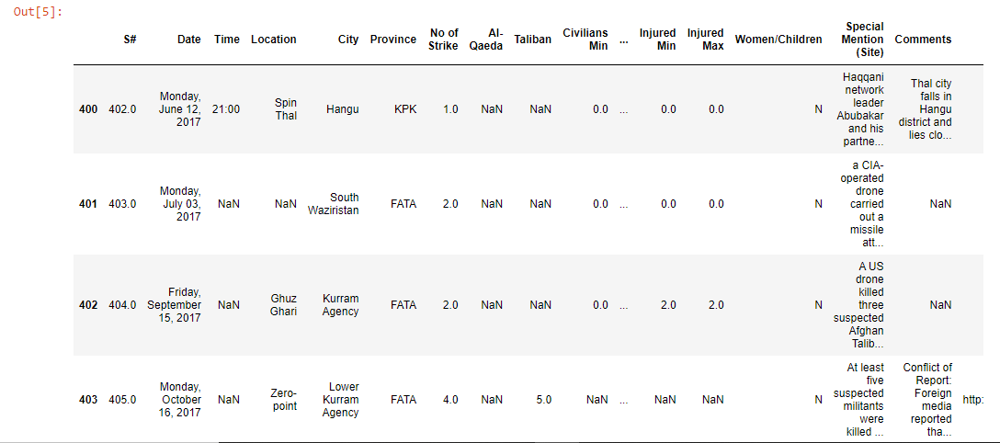 Out[5]:
S# Date Time Location City Province No of Strike Al-Qaeda Taliban Civilians Min ... Injured Min Injured Max Women/Children Special Mention (Site) Comments
400 402.0 Monday, June 12, 2017 21:00 Spin Thal Hangu KPK 1.0 NaN NaN 0.0 ... 0.0 0.0 N Haqqani network leader Abubakar and his partne... Thal city falls in Hangu district and lies clo...
401 403.0 Monday, July 03, 2017 NaN NaN South Waziristan FATA 2.0 NaN NaN 0.0 ... 0.0 0.0 N a CIA-operated drone carried out a missile att... NaN
402 404.0 Friday, September 15, 2017 NaN Ghuz Ghari Kurram Agency FATA 2.0 NaN NaN 0.0 ... 2.0 2.0 N A US drone killed three suspected Afghan Talib... NaN
403 405.0 Monday, October 16, 2017 NaN Zero-point Lower Kurram Agency FATA 4.0 NaN 5.0 NaN ... NaN NaN N At least five suspected militants were killed ... Conflict of Report: Foreign media reported tha... http: